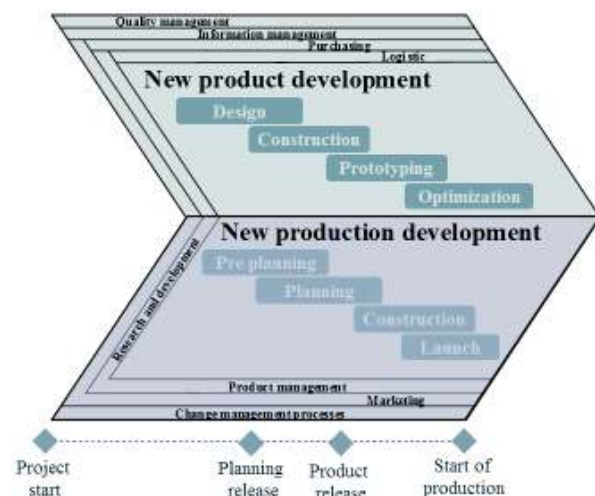 Quality management
Information management
Purchasing
Logistic
New product development
Design
Construction
Prototyping
Optimization
New production development
Pre planning
Planning
Construction
Launch
Research and development
Product management
Marketing
Change management processes
Project
start
Planning
release
Product
release
Start of
production